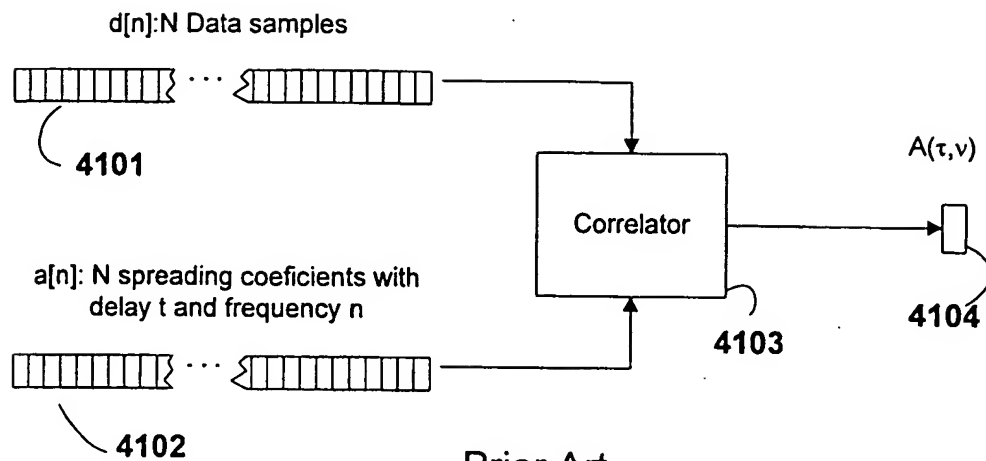 d[n]:N Data samples
...
4101
A(τ,ν)
Correlator
a[n]: N spreading coeficients with
delay t and frequency n
4103
4104
...
4102
Prior Art